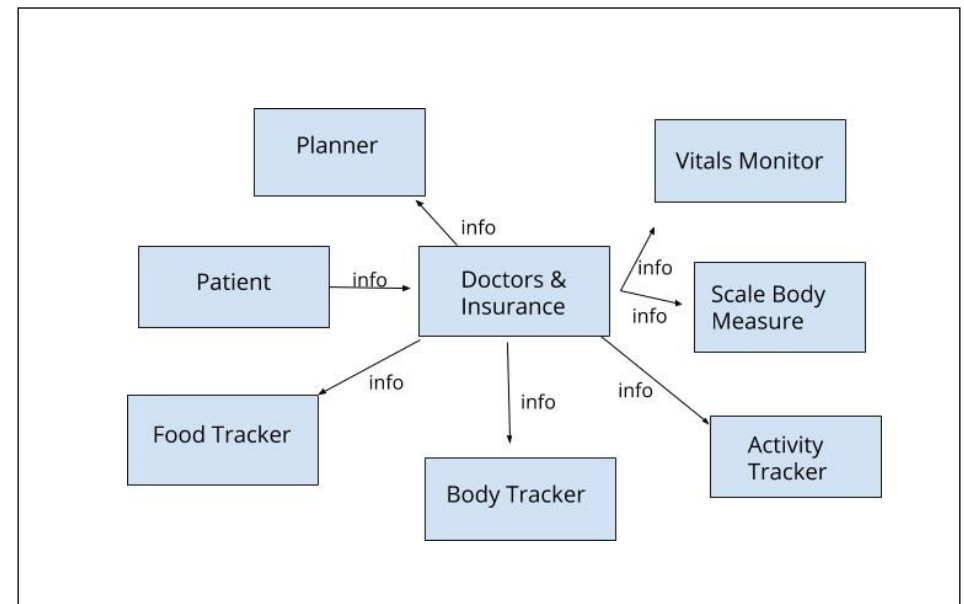 Planner
Vitals Monitor
info
Patient
info
Doctors &
Insurance
info
Scale Body
Measure
info
info
info
info
Food Tracker
Activity
Tracker
Body Tracker